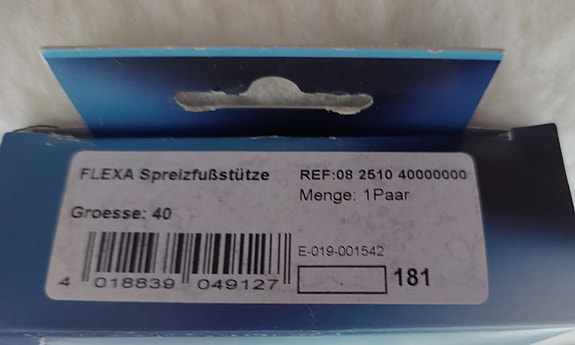 FLEXA Spreizfußstütze
REF:08 2510 40000000
Menge: 1Paar
Groesse: 40
E-019-001542
4 018839 049127
181